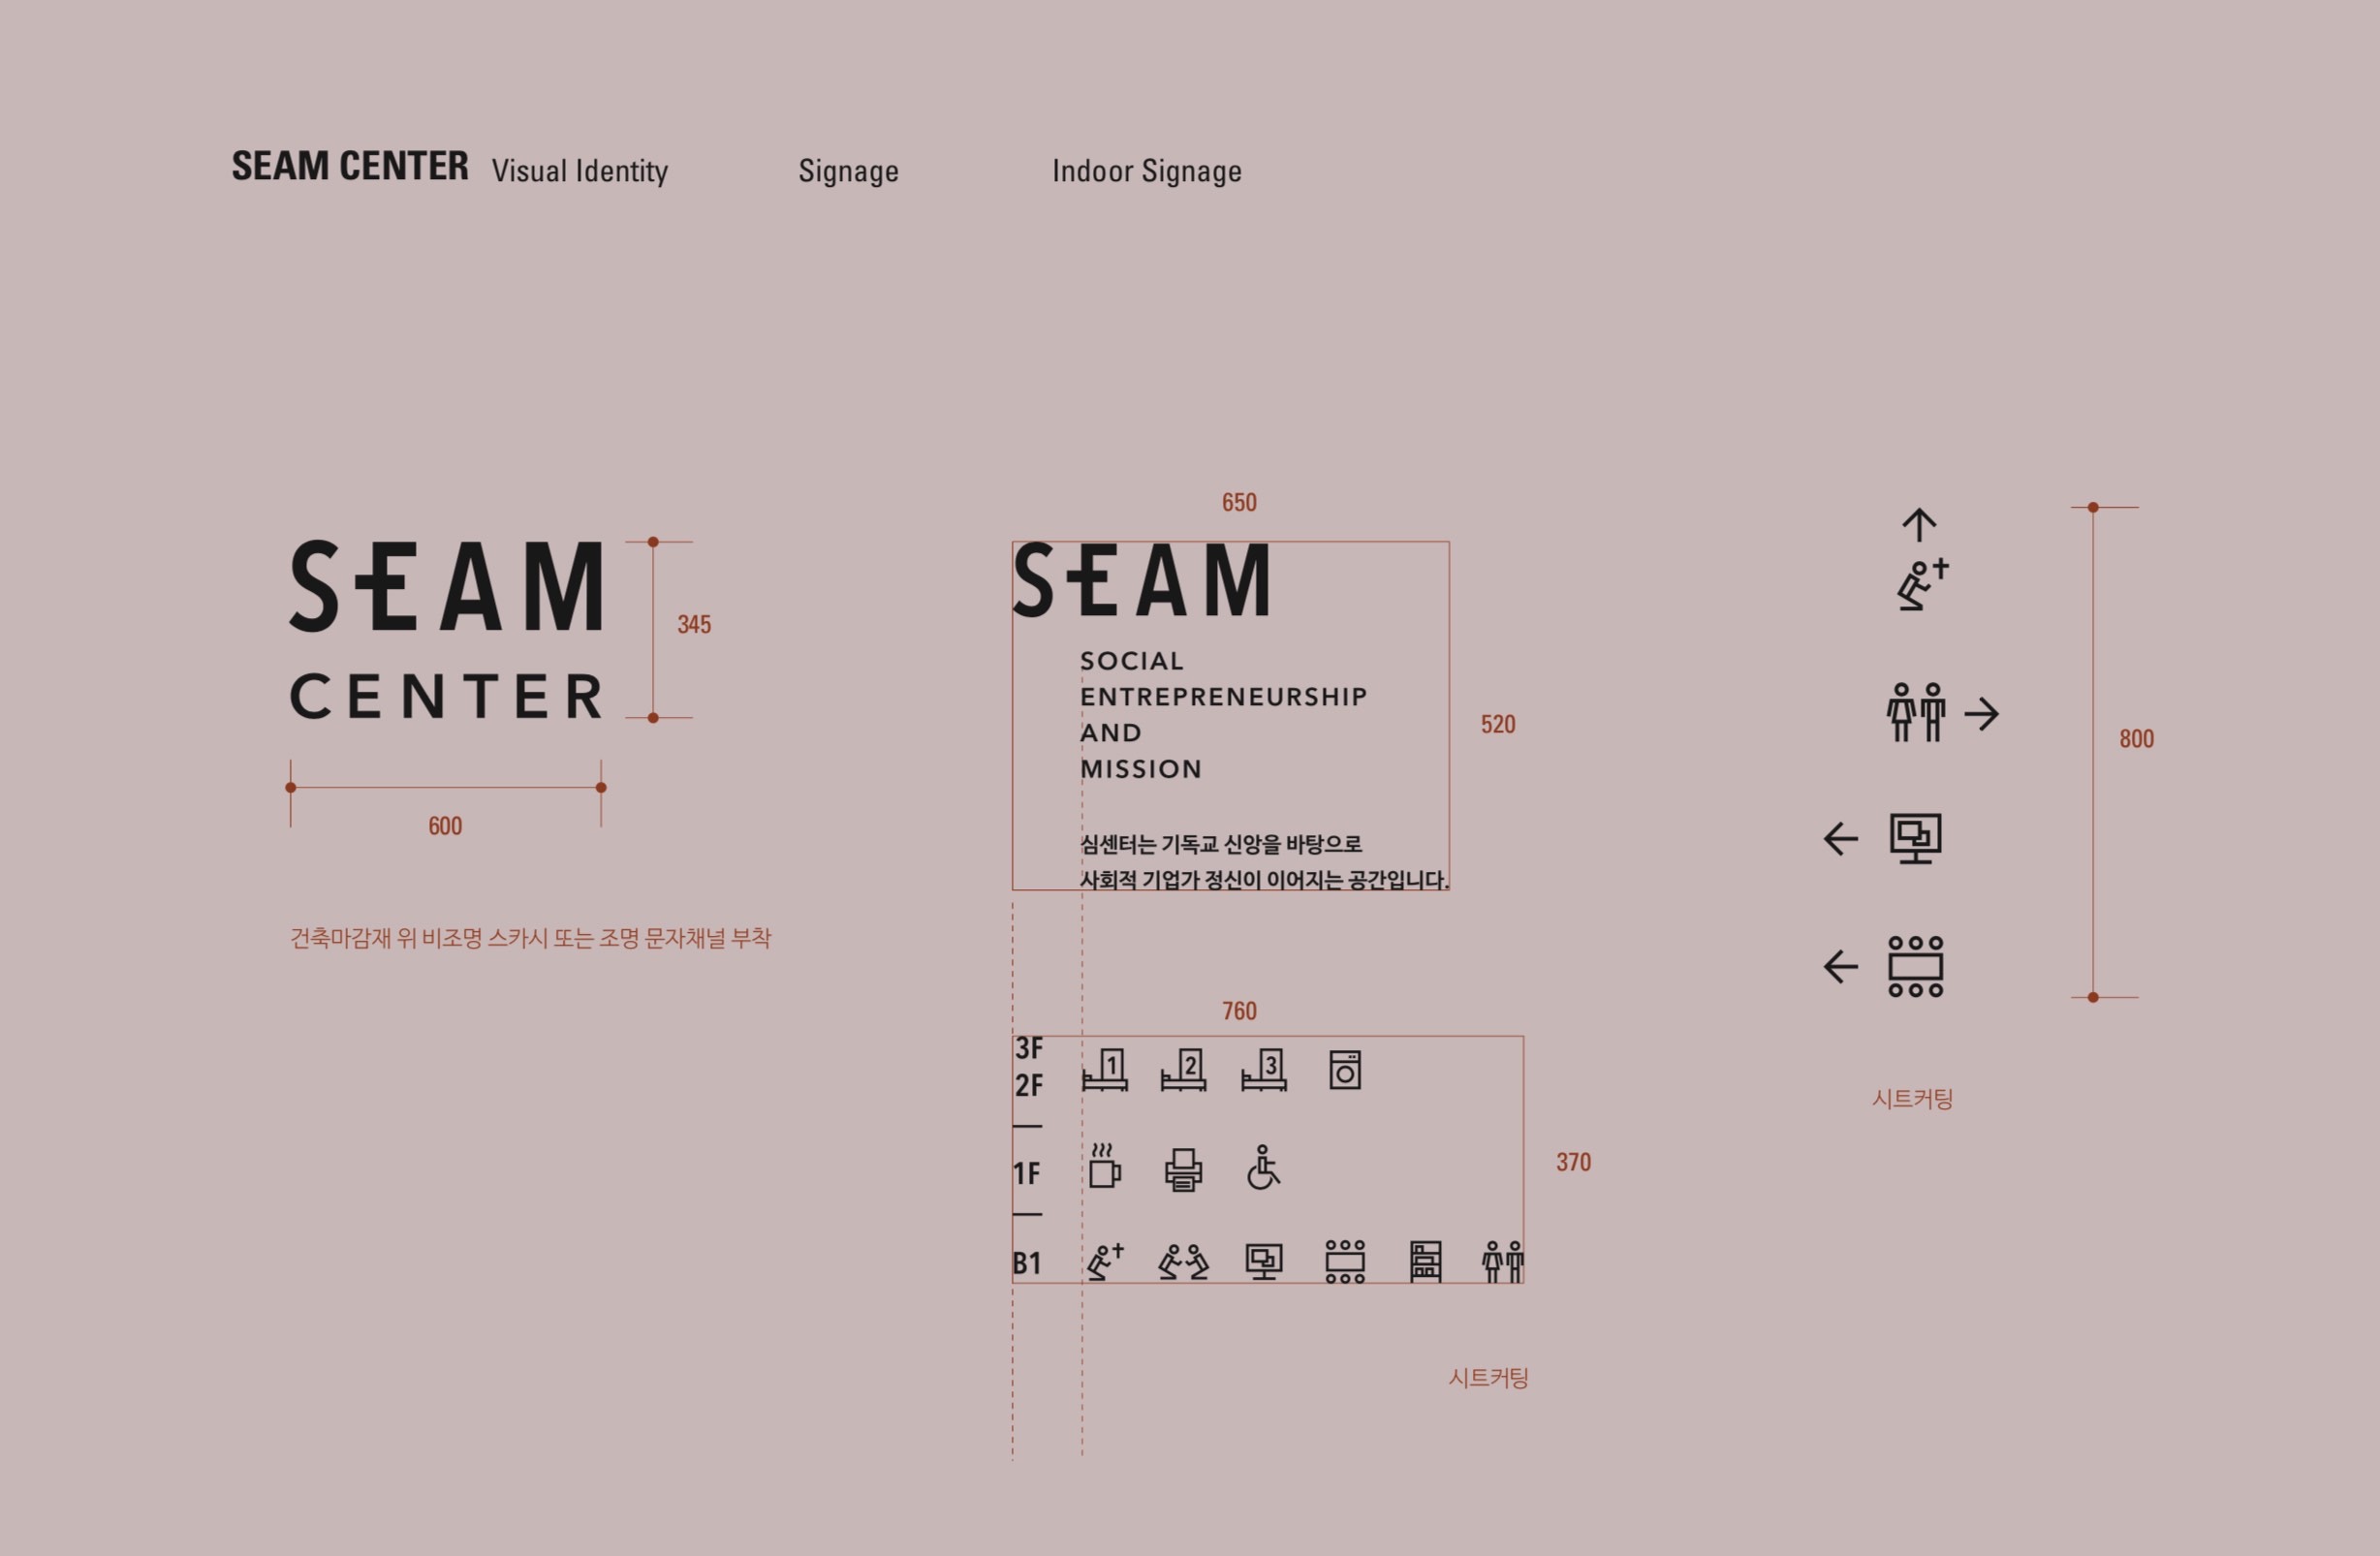 SEAM CENTER Visual Identity Signage Indoor Signage
SEAM
CENTER
345
600
건축마감재 위 비조명 스카시 또는 조명 문자채널 부착
650
SEAM
SOCIAL
ENTREPRENEURSHIP
AND
MISSION
520
심센터는 기독교 신앙을 바탕으로
사회적 기업가 정신이 이어지는 공간입니다.
760
3F
2F
1 2 3
1F
B1
370
시트커팅
800
시트커팅